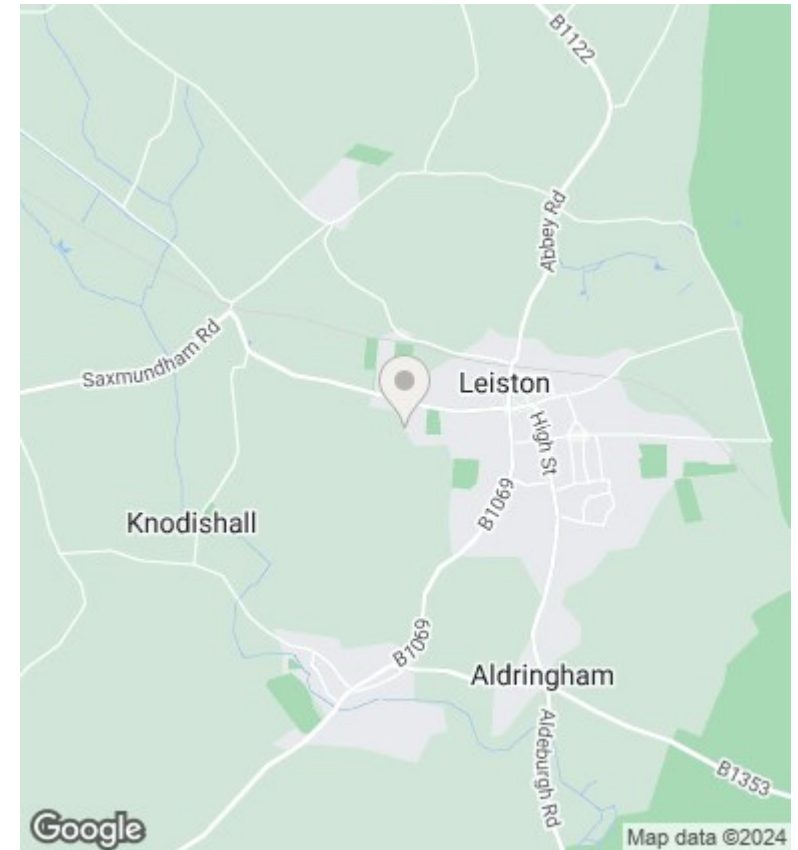 B1122
Abbey Rd
Saxmundham Rd
Leiston
High St
B1069
Knodishall
B1069
Aldringham
Aldeburgh Rd
B1353
Google
Map data ©2024